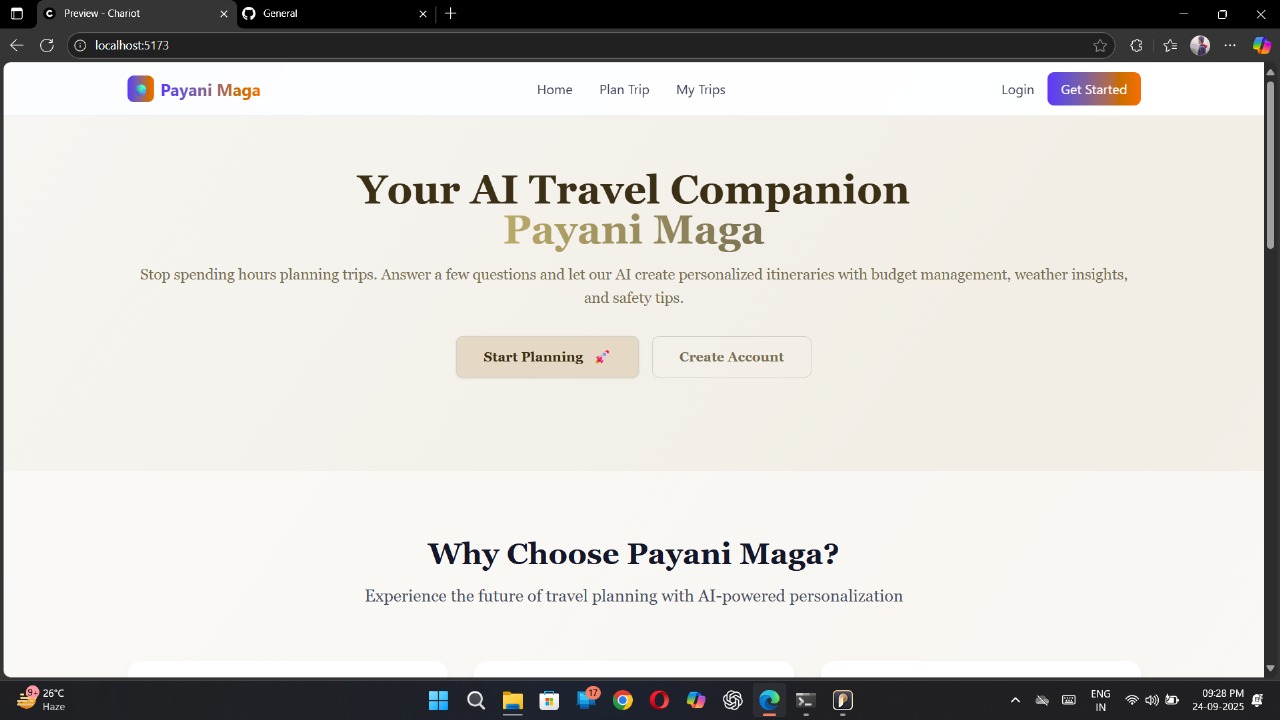 Preview - Chariot
General
localhost:5173
Payani Maga
Home
Plan Trip
My Trips
Login
Get Started
Your AI Travel Companion
Payani Maga
Stop spending hours planning trips. Answer a few questions and let our AI create personalized itineraries with budget management, weather insights,
and safety tips.
Start Planning 🚀
Create Account
Why Choose Payani Maga?
Experience the future of travel planning with AI-powered personalization
9+
26°C
Haze
17
ENG
IN
09:28 PM
24-09-2025